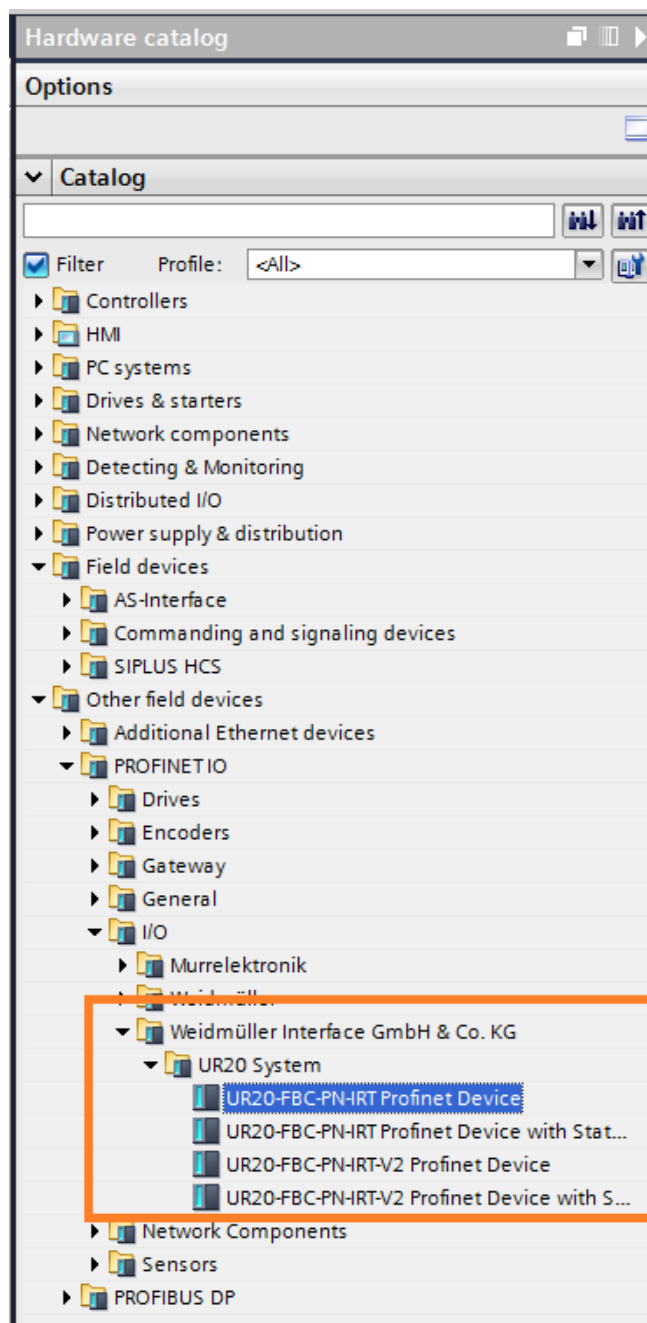 Hardware catalog
Options
Catalog
Filter Profile: <All>
Controllers
HMI
PC systems
Drives & starters
Network components
Detecting & Monitoring
Distributed I/O
Power supply & distribution
Field devices
AS-Interface
Commanding and signaling devices
SIPLUS HCS
Other field devices
Additional Ethernet devices
PROFINET IO
Drives
Encoders
Gateway
General
I/O
Murrelektronik
Weidmüller
Weidmüller Interface GmbH & Co. KG
UR20 System
UR20-FBC-PN-IRT Profinet Device
UR20-FBC-PN-IRT Profinet Device with Stat...
UR20-FBC-PN-IRT-V2 Profinet Device
UR20-FBC-PN-IRT-V2 Profinet Device with S...
Network Components
Sensors
PROFIBUS DP